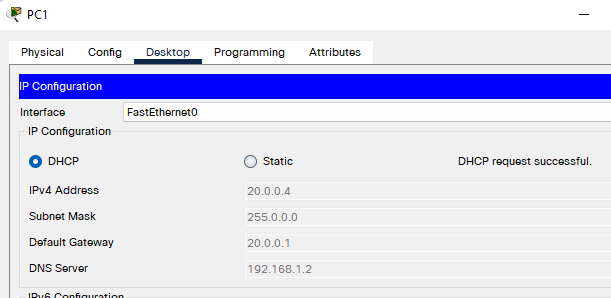 PC1
Physical Config Desktop Programming Attributes
IP Configuration
Interface FastEthernet0
IP Configuration
DHCP Static DHCP request successful.
IPv4 Address 20.0.0.4
Subnet Mask 255.0.0.0
Default Gateway 20.0.0.1
DNS Server 192.168.1.2
IPv6 Configuration